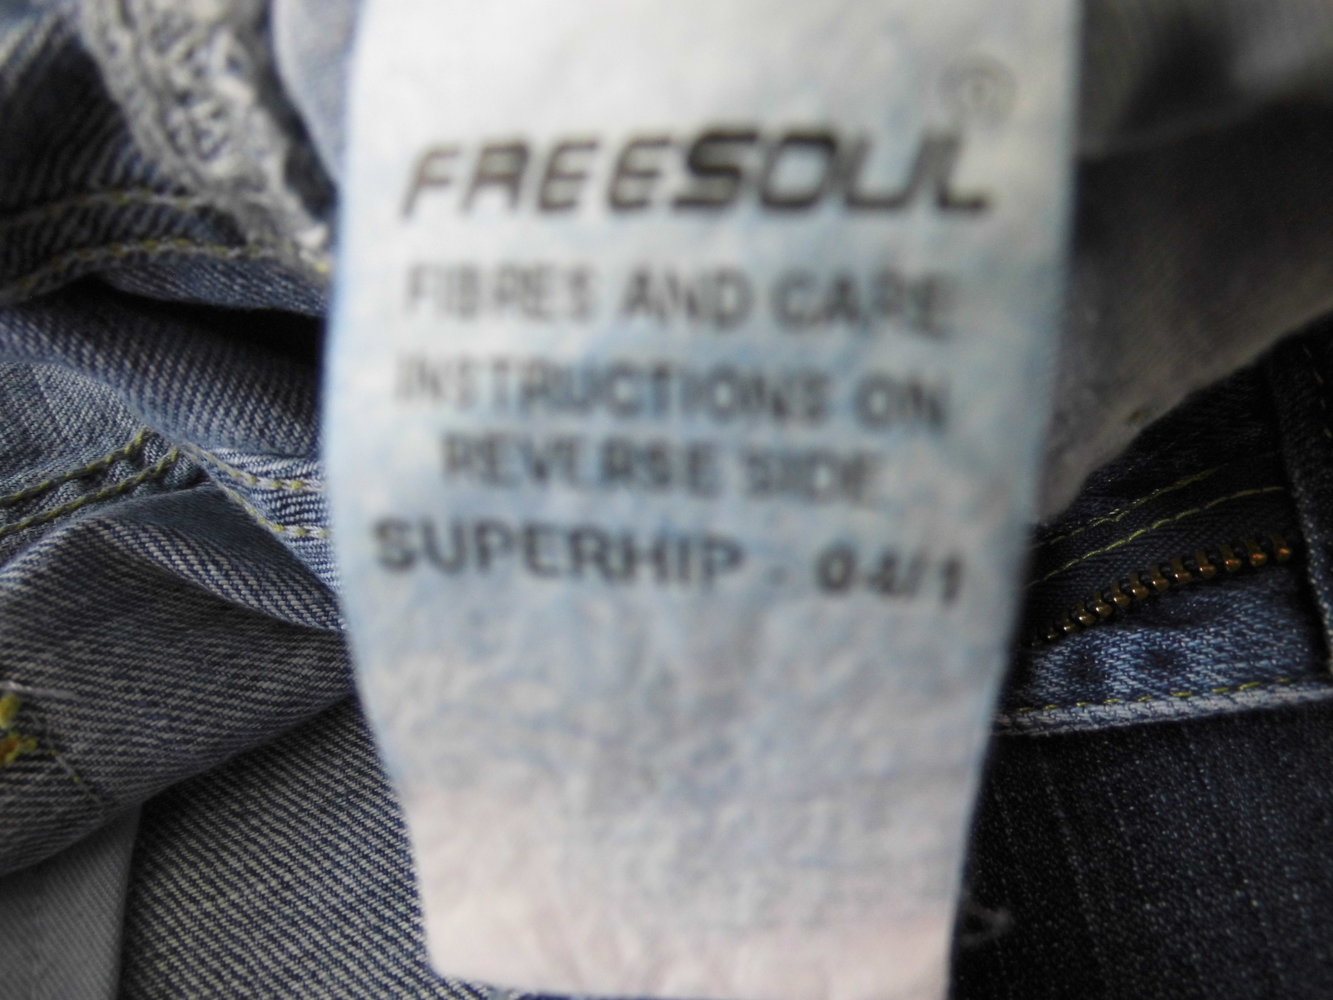 FREESOUL®
FIBRES AND CARE
INSTRUCTIONS ON
REVERSE SIDE
SUPERHIP 04/1